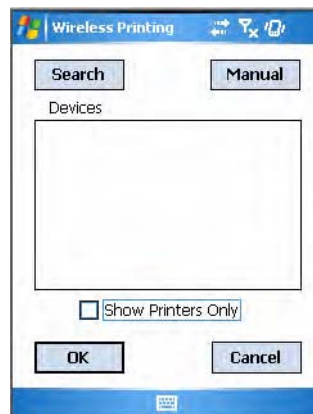 Wireless Printing
Search Manual
Devices
Show Printers Only
OK Cancel